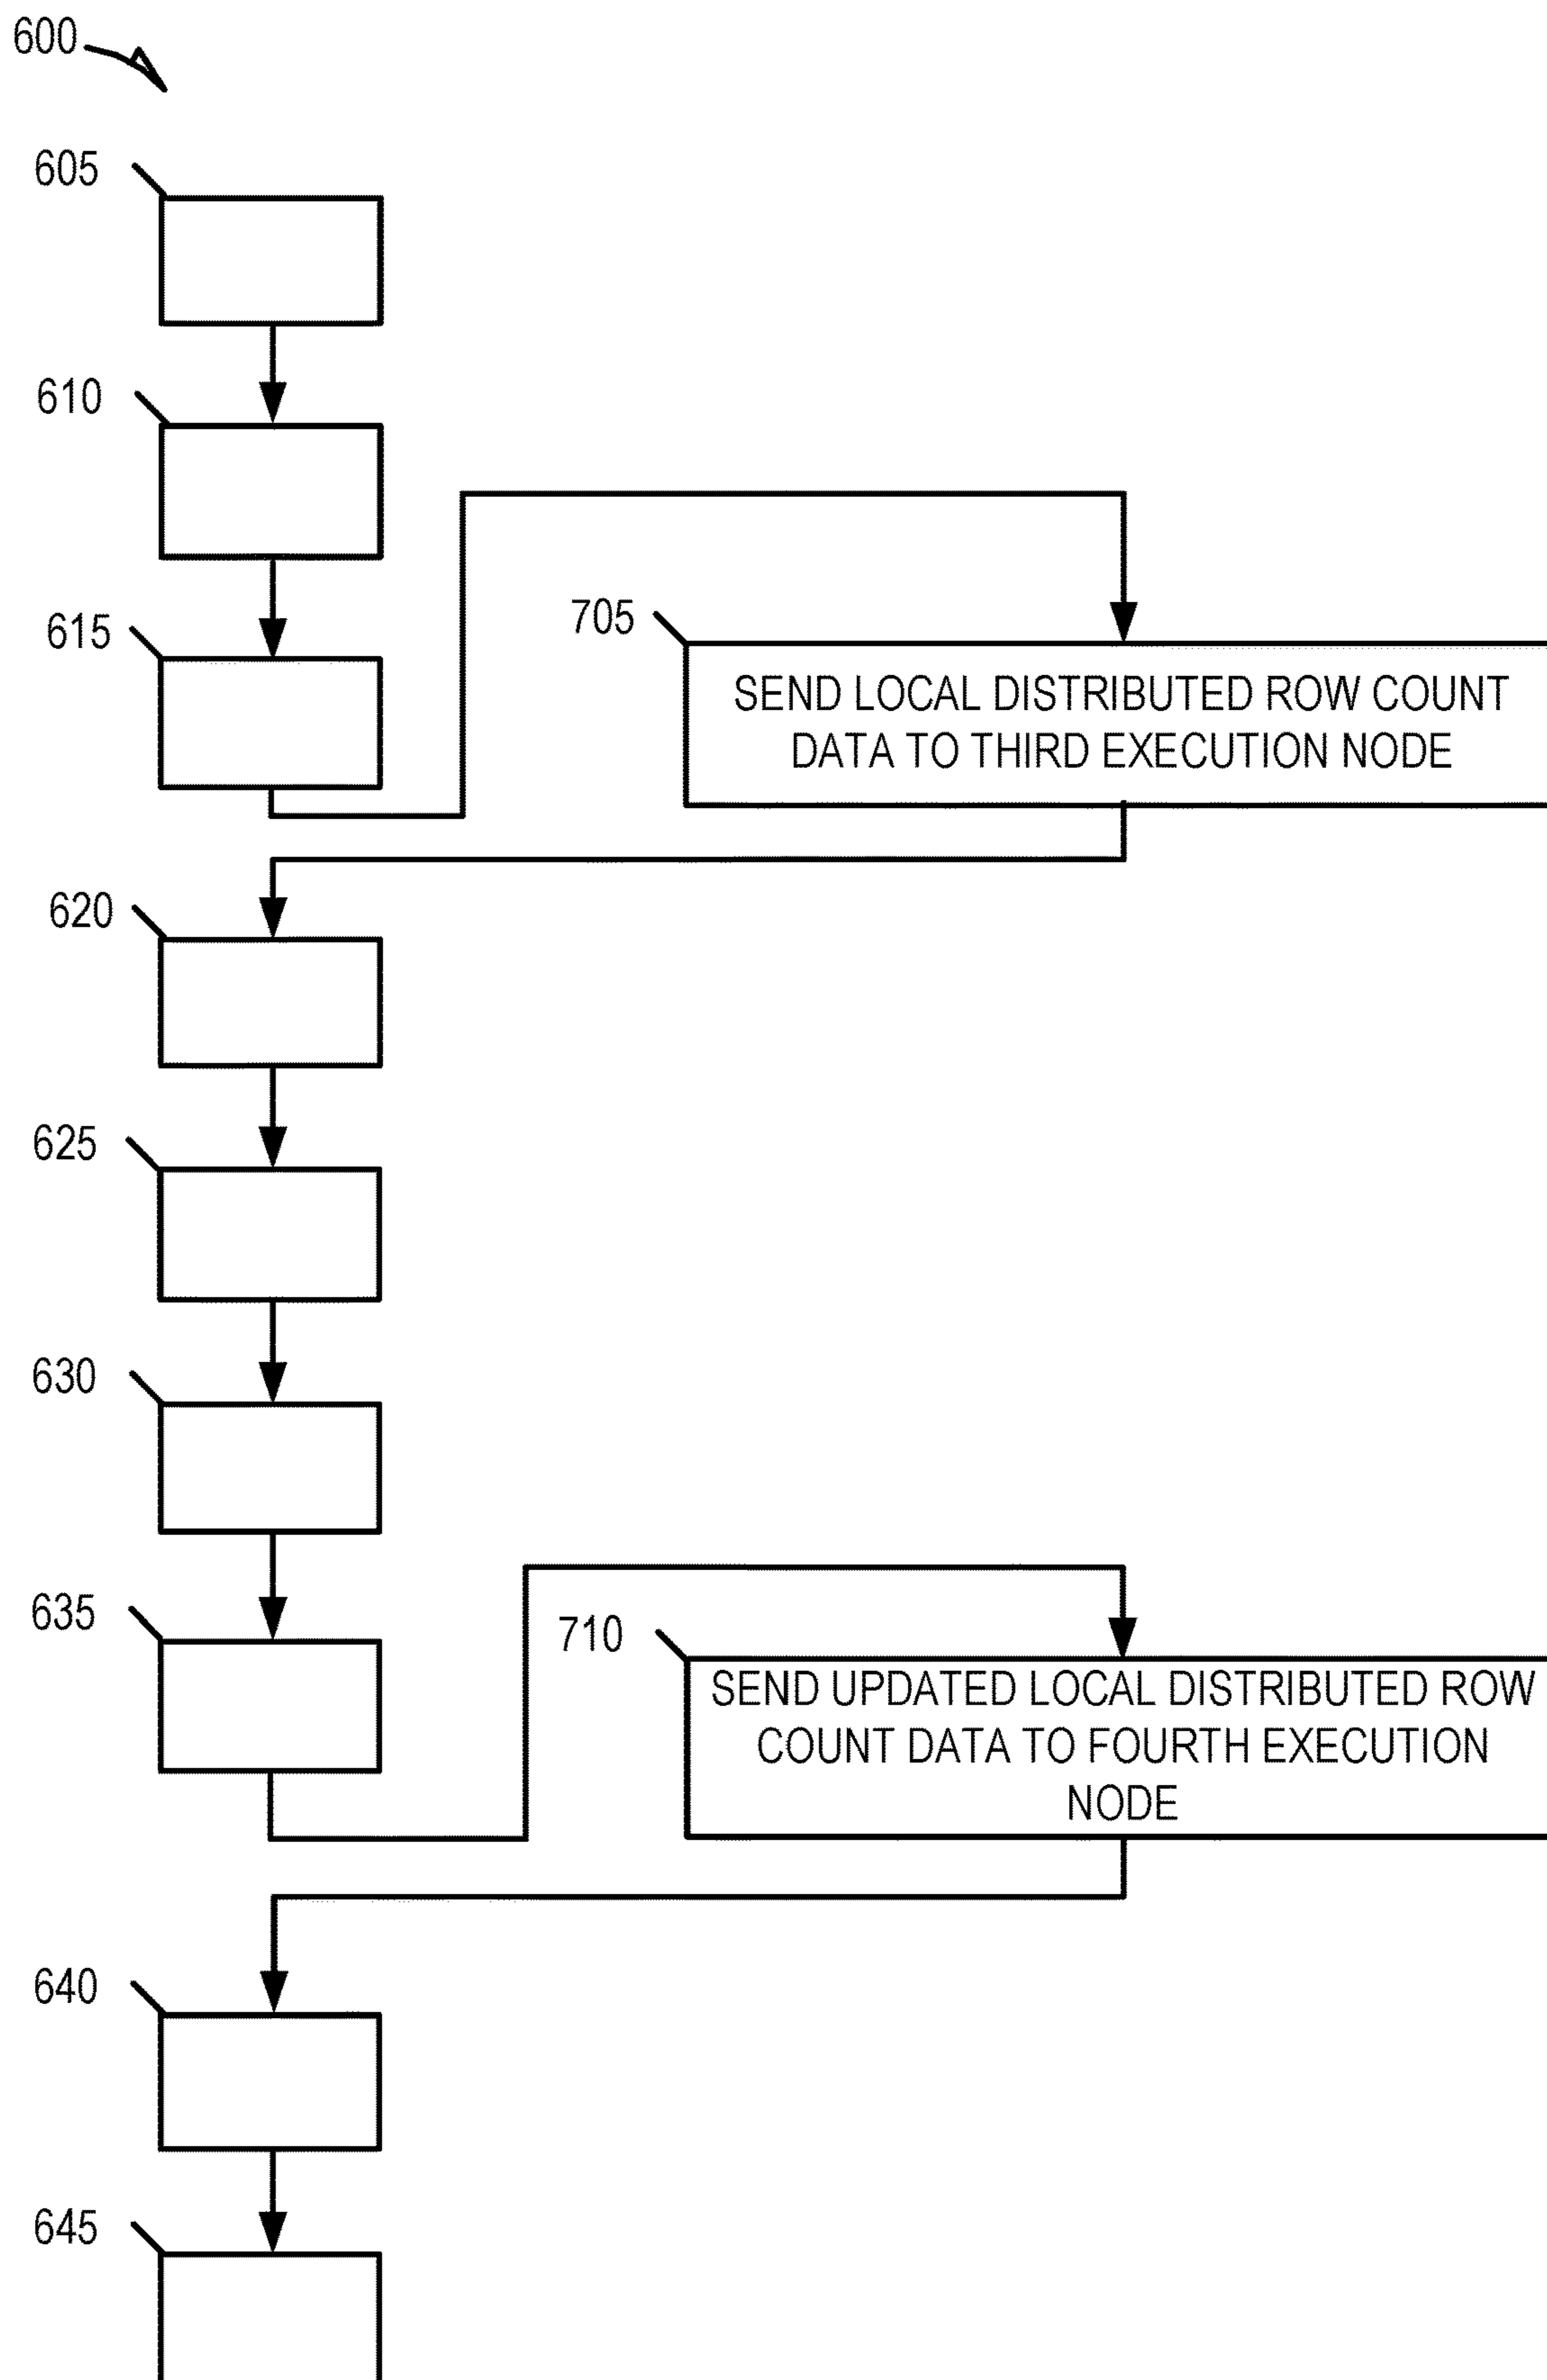 600
605
610
615
705
SEND LOCAL DISTRIBUTED ROW COUNT
DATA TO THIRD EXECUTION NODE
620
625
630
635
710
SEND UPDATED LOCAL DISTRIBUTED ROW
COUNT DATA TO FOURTH EXECUTION
NODE
640
645